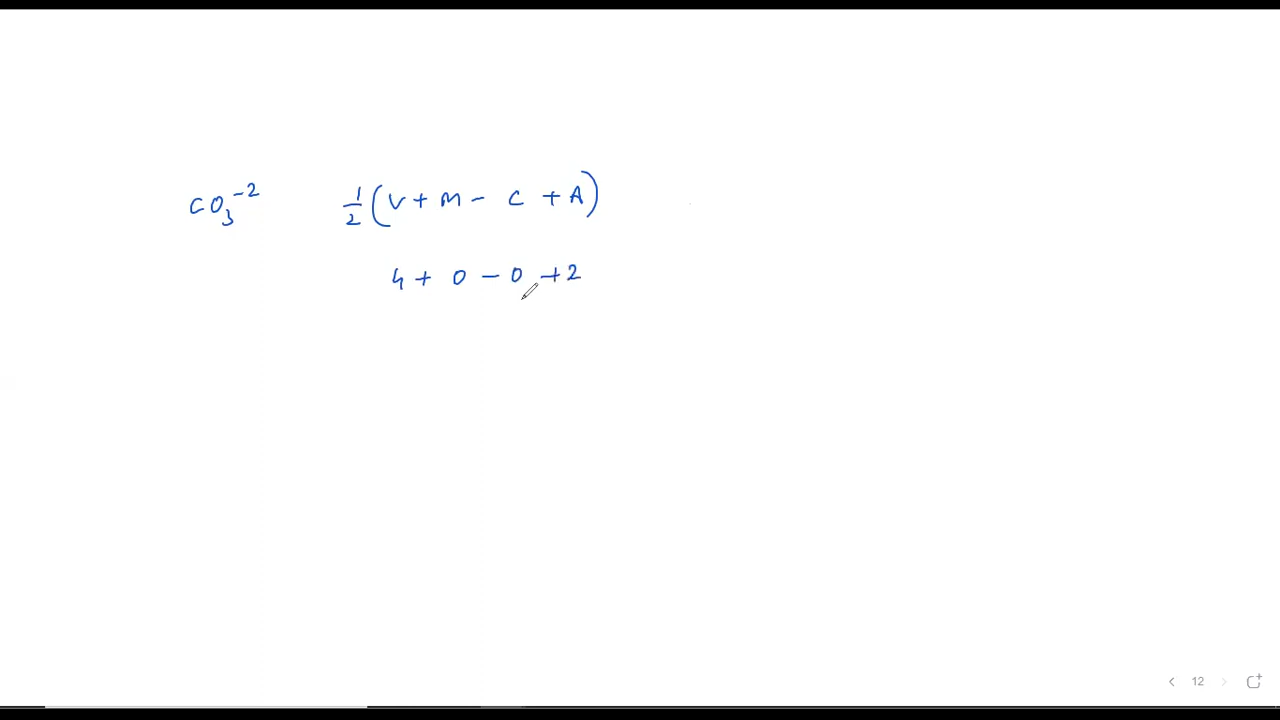 CO₃⁻² 1/2 (V + M - C + A)
4 + 0 - 0 + 2
< 12 >